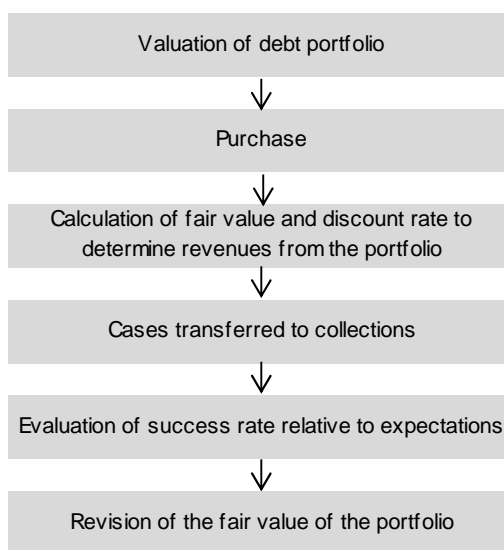 Valuation of debt portfolio
Purchase
Calculation of fair value and discount rate to
determine revenues from the portfolio
Cases transferred to collections
Evaluation of success rate relative to expectations
Revision of the fair value of the portfolio